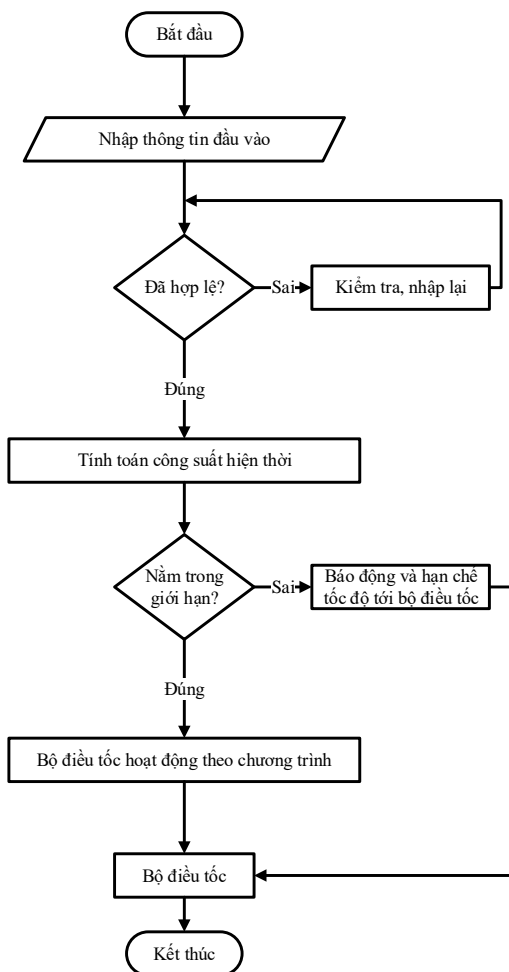 Bắt đầu
Nhập thông tin đầu vào
Đã hợp lệ?
Sai
Kiểm tra, nhập lại
Đúng
Tính toán công suất hiện thời
Nằm trong
giới hạn?
Sai
Báo động và hạn chế
tốc độ tới bộ điều tốc
Đúng
Bộ điều tốc hoạt động theo chương trình
Bộ điều tốc
Kết thúc